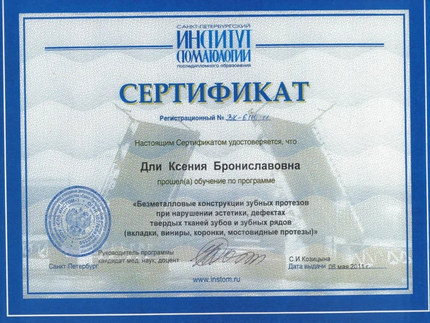 САНКТ-ПЕТЕРБУРГСКИЙ
ИНСТИТУТ
СТОМАТОЛОГИИ
последипломного образования
СЕРТИФИКАТ
Регистрационный №
Настоящим Сертификатом удостоверяется, что
Дли Ксения Брониславовна
прошел(а) обучение по программе
«Безметалловые конструкции зубных протезов
при нарушении эстетики, дефектах
твердых тканей зубов и зубных рядов
(вкладки, виниры, коронки, мостовидные протезы)»
Руководитель программы
кандидат мед. наук, доцент
С.И.Козицына
Санкт-Петербург
Дата выдачи 06 мая 2011 г.
www.instom.ru